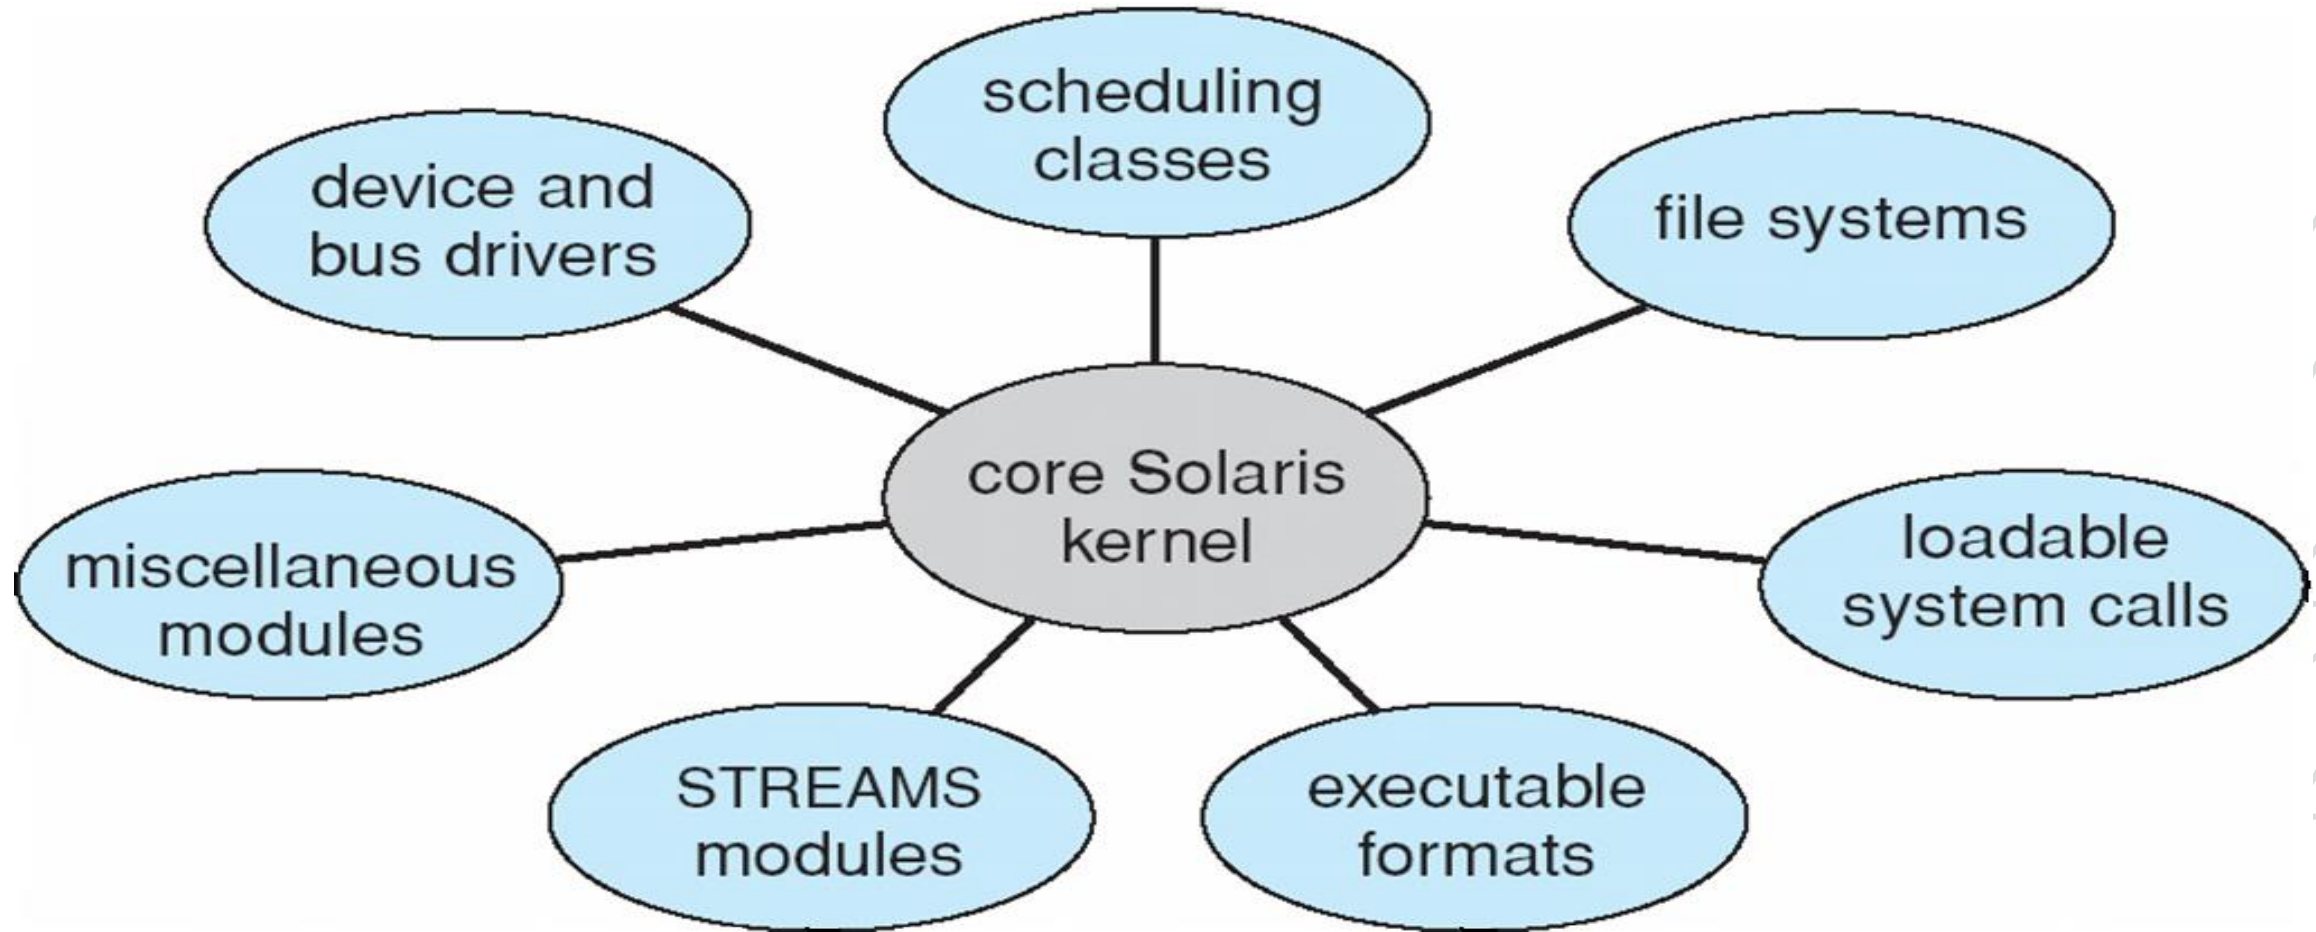 scheduling
classes
device and
bus drivers
file systems
core Solaris
kernel
miscellaneous
modules
loadable
system calls
STREAMS
modules
executable
formats